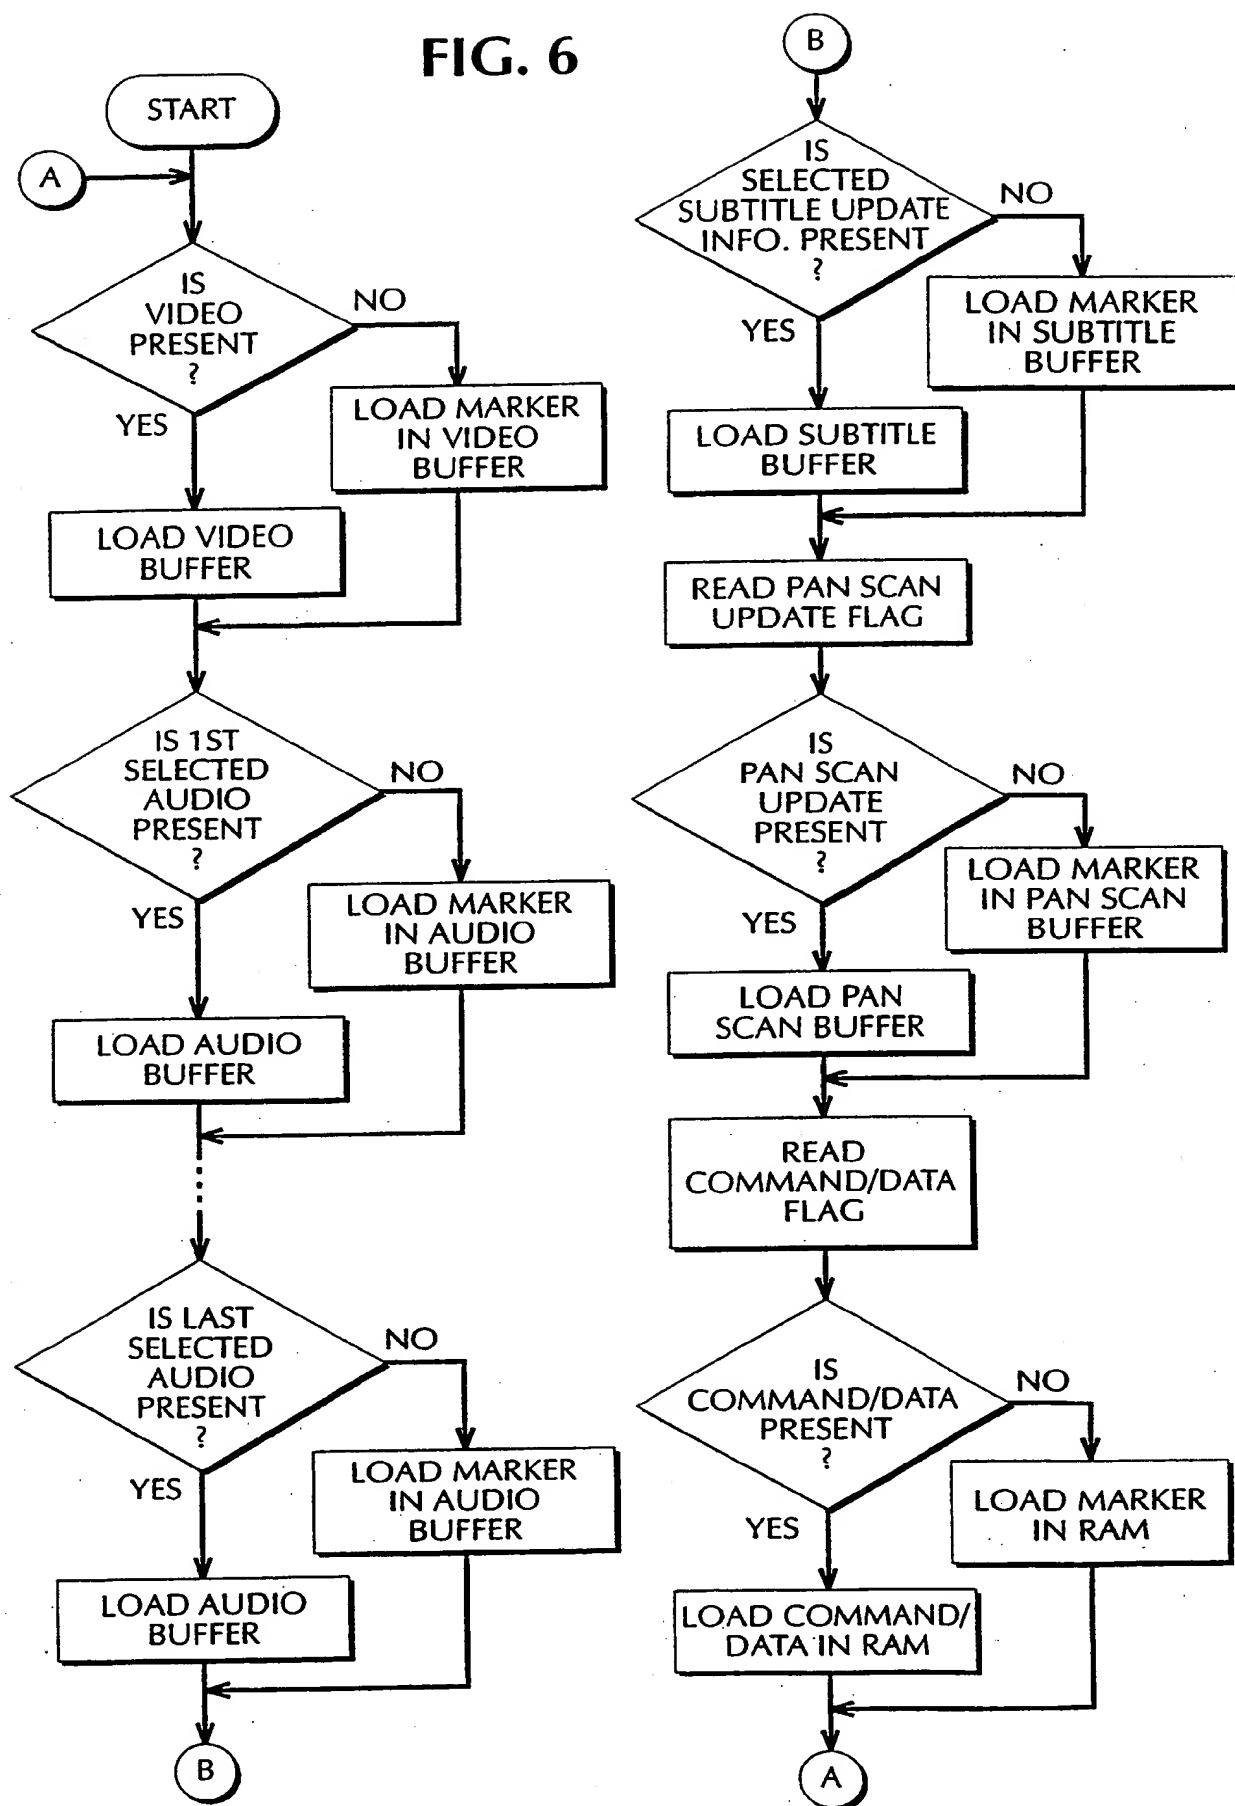 FIG. 6
START
A
IS
VIDEO
PRESENT
?
NO
YES
LOAD MARKER
IN VIDEO
BUFFER
LOAD VIDEO
BUFFER
IS 1ST
SELECTED
AUDIO
PRESENT
?
NO
YES
LOAD MARKER
IN AUDIO
BUFFER
LOAD AUDIO
BUFFER
IS LAST
SELECTED
AUDIO
PRESENT
?
NO
YES
LOAD MARKER
IN AUDIO
BUFFER
LOAD AUDIO
BUFFER
B
B
IS
SELECTED
SUBTITLE UPDATE
INFO. PRESENT
?
NO
YES
LOAD MARKER
IN SUBTITLE
BUFFER
LOAD SUBTITLE
BUFFER
READ PAN SCAN
UPDATE FLAG
IS
PAN SCAN
UPDATE
PRESENT
?
NO
YES
LOAD MARKER
IN PAN SCAN
BUFFER
LOAD PAN
SCAN BUFFER
READ
COMMAND/DATA
FLAG
IS
COMMAND/DATA
PRESENT
?
NO
YES
LOAD MARKER
IN RAM
LOAD COMMAND/
DATA IN RAM
A